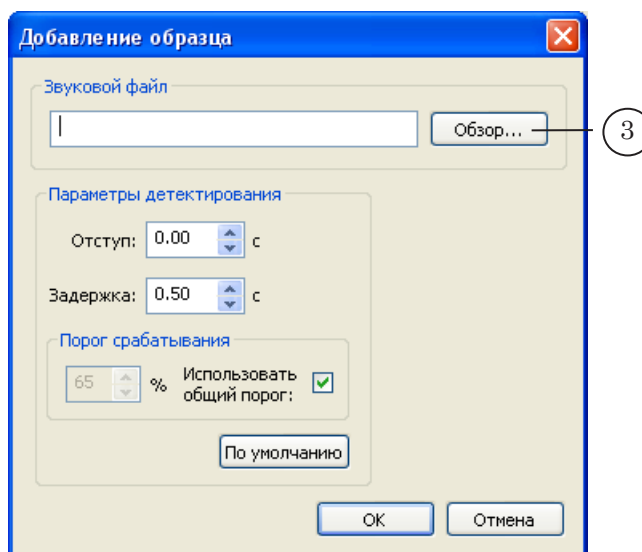 Добавление образца
Звуковой файл
Обзор...
3
Параметры детектирования
Отступ: 0.00 с
Задержка: 0.50 с
Порог срабатывания
65 % Использовать
общий порог:
По умолчанию
OK Отмена